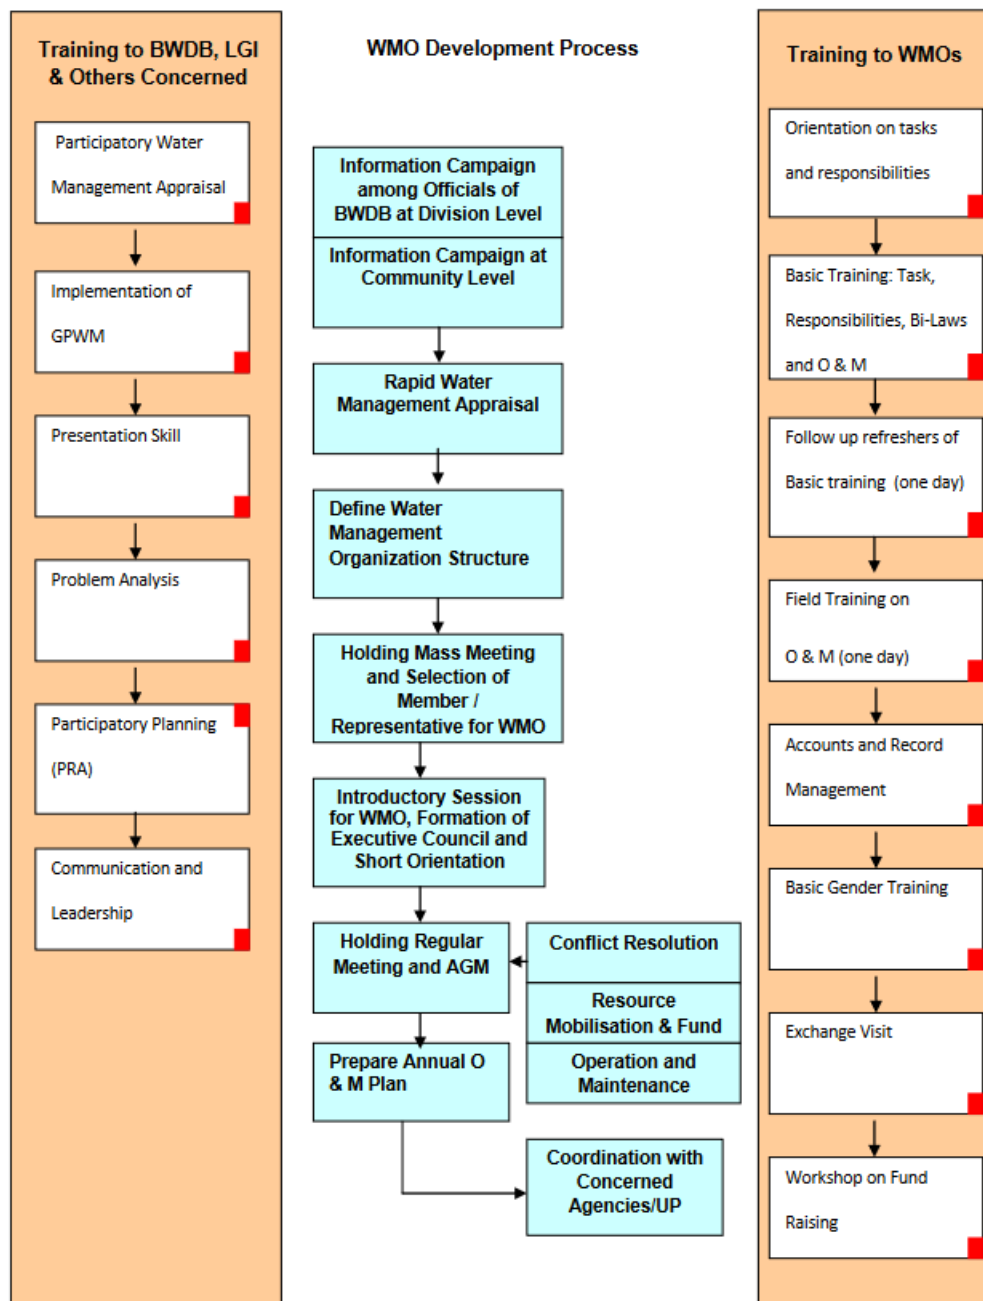 Training to BWDB, LGI
& Others Concerned
Participatory Water
Management Appraisal
Implementation of
GPWM
Presentation Skill
Problem Analysis
Participatory Planning
(PRA)
Communication and
Leadership
WMO Development Process
Information Campaign
among Officials of
BWDB at Division Level
Information Campaign at
Community Level
Rapid Water
Management Appraisal
Define Water
Management
Organization Structure
Holding Mass Meeting
and Selection of
Member /
Representative for WMO
Introductory Session
for WMO, Formation of
Executive Council and
Short Orientation
Holding Regular
Meeting and AGM
Conflict Resolution
Resource
Mobilisation & Fund
Operation and
Maintenance
Prepare Annual O
& M Plan
Coordination with
Concerned
Agencies/UP
Training to WMOs
Orientation on tasks
and responsibilities
Basic Training: Task,
Responsibilities, Bi-Laws
and O & M
Follow up refreshers of
Basic training (one day)
Field Training on
O & M (one day)
Accounts and Record
Management
Basic Gender Training
Exchange Visit
Workshop on Fund
Raising